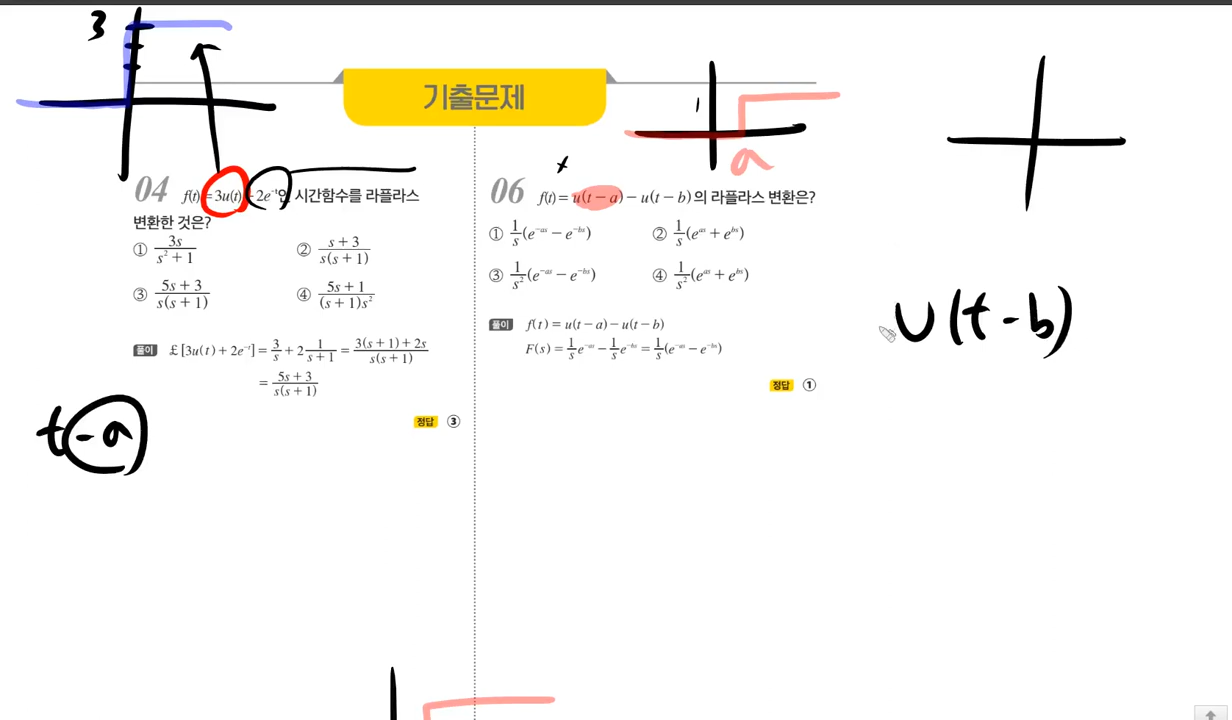 3
기출문제
1
a
04 f(t) = 3u(t) + 2e⁻ᵗ인 시간함수를 라플라스
변환한 것은?
① 3s/(s²+1) ② (s+3)/(s(s+1))
③ (5s+3)/(s(s+1)) ④ (5s+1)/((s+1)s²)
풀이 £[3u(t)+2e⁻ᵗ] = 3/s + 2 1/(s+1) = (3(s+1)+2s)/(s(s+1))
= (5s+3)/(s(s+1))
정답 ③
t-a
06 f(t) = u(t-a) - u(t-b)의 라플라스 변환은?
① 1/s(e^(-as) - e^(-bs)) ② 1/s(e^(as) + e^(bs))
③ 1/s²(e^(-as) - e^(-bs)) ④ 1/s²(e^(as) + e^(bs))
풀이 f(t) = u(t-a) - u(t-b)
F(s) = 1/s e^(-as) - 1/s e^(-bs) = 1/s(e^(-as) - e^(-bs))
정답 ①
u(t-b)